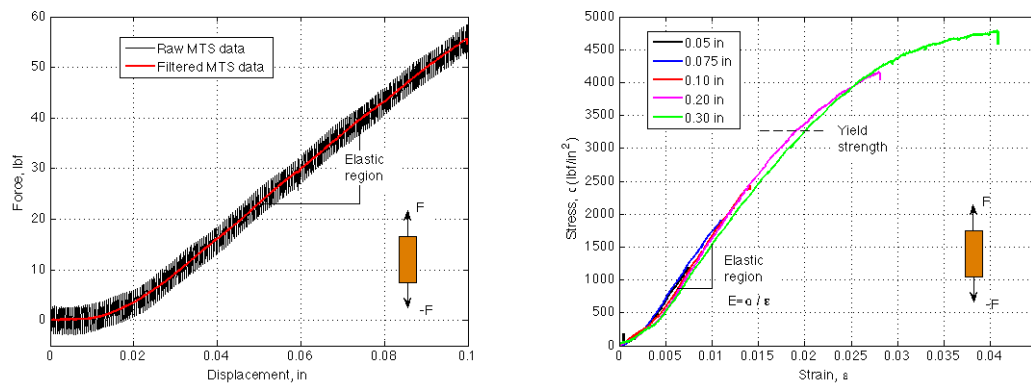 60
50
40
30
20
10
0
Force, lbf
Raw MTS data
Filtered MTS data
Elastic
region
F
-F
0
0.02
0.04
0.06
0.08
0.1
Displacement, in
5000
4500
4000
3500
3000
2500
2000
1500
1000
500
0
Stress, σ (lbf/in²)
0.05 in
0.075 in
0.10 in
0.20 in
0.30 in
Yield
strength
Elastic
region
E=σ / ε
F
-F
0
0.005
0.01
0.015
0.02
0.025
0.03
0.035
0.04
Strain, ε